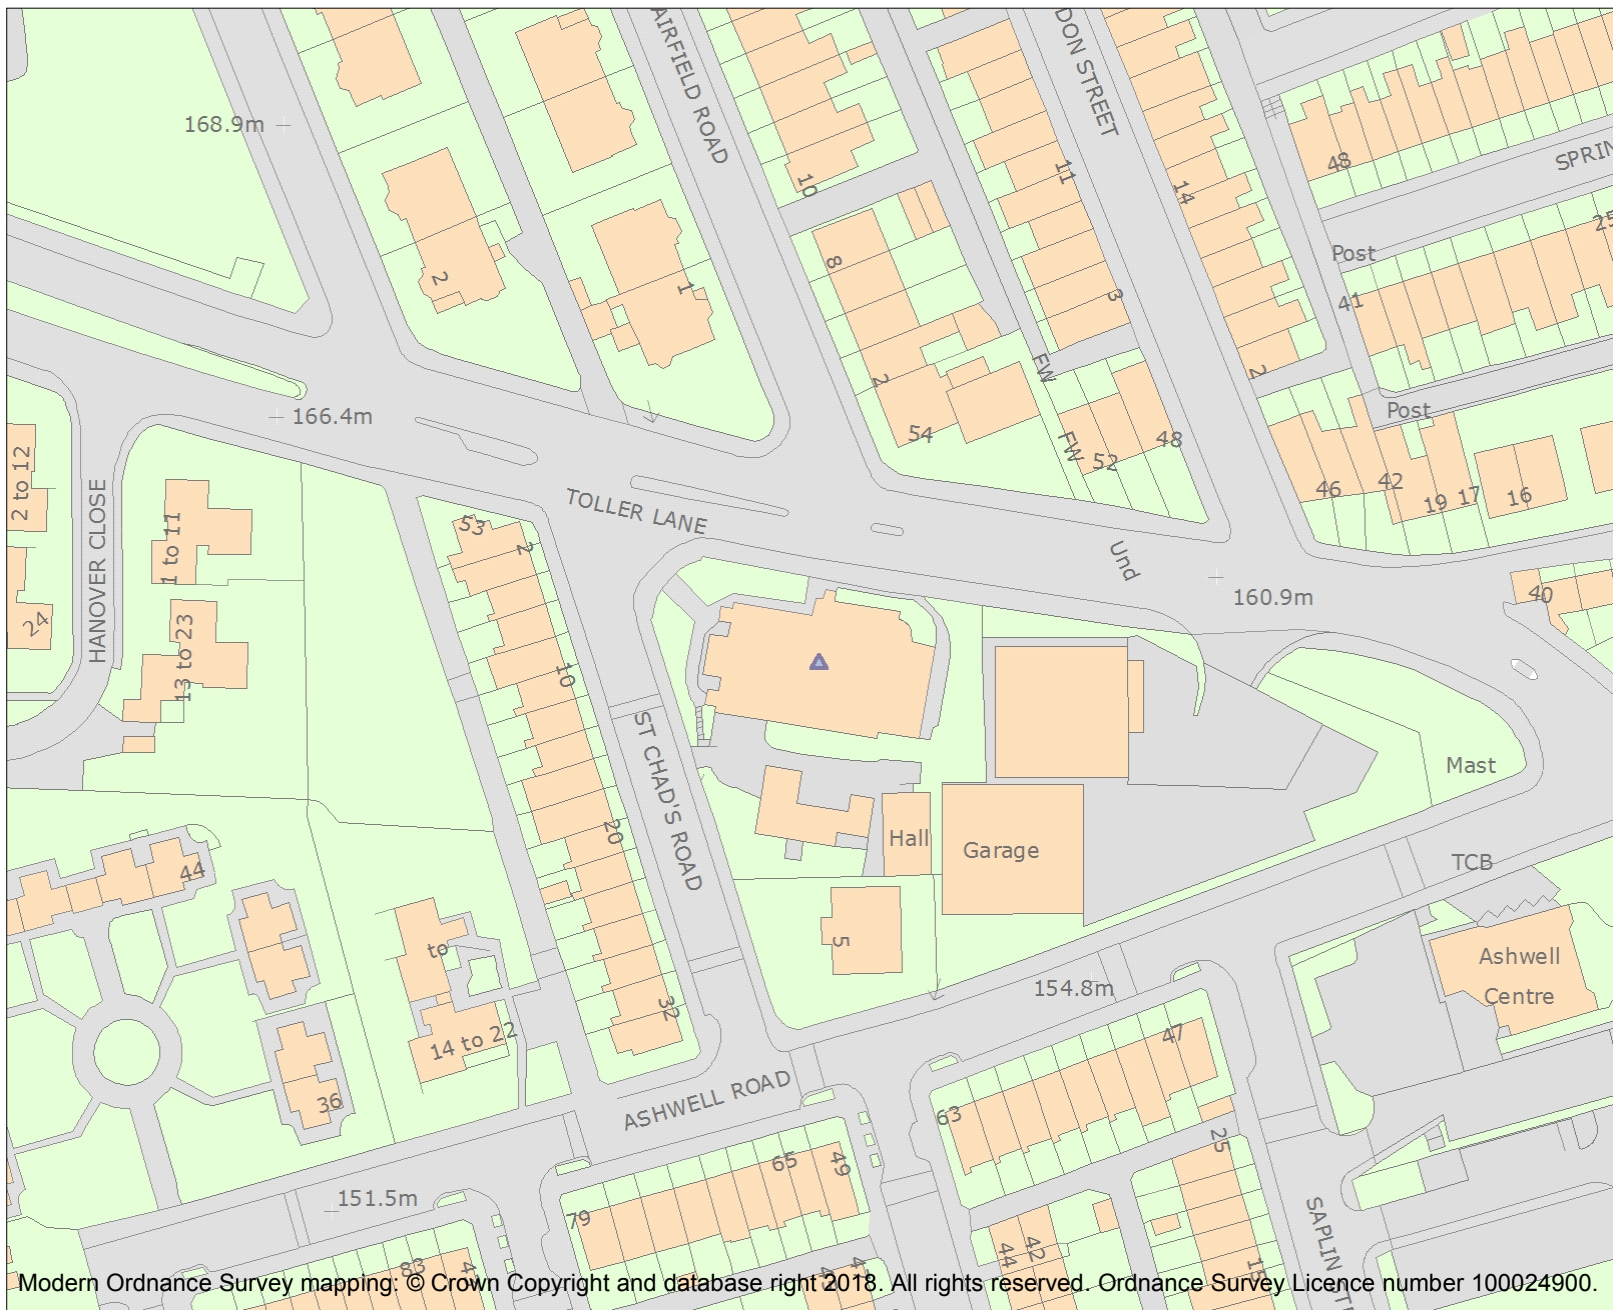 AIRFIELD ROAD
DON STREET
168.9m
10
11
14
48
SPRIN
25
Post
8
2
1
3
41
2
FW
2
166.4m
Post
54
FW
52
48
46
42
19
17
16
2 to 12
HANOVER CLOSE
1 to 11
53
2
TOLLER LANE
Und
160.9m
40
24
13 to 23
10
ST CHAD'S ROAD
Mast
20
Hall
Garage
TCB
44
5
to
Ashwell
Centre
154.8m
32
14 to 22
47
36
ASHWELL ROAD
63
65
49
25
151.5m
79
SAPLIN STR
44
42
15
83
Modern Ordnance Survey mapping: © Crown Copyright and database right 2018. All rights reserved. Ordnance Survey Licence number 100024900.